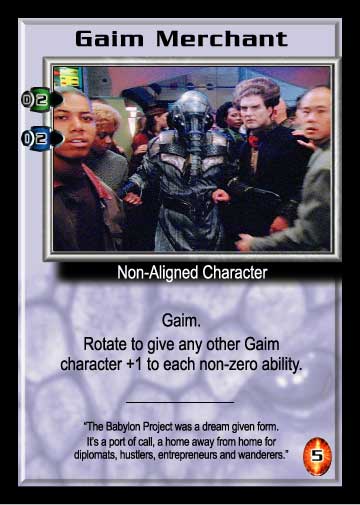 Gaim Merchant
D 2
I 2
Non-Aligned Character
Gaim.
Rotate to give any other Gaim
character +1 to each non-zero ability.
“The Babylon Project was a dream given form.
It’s a port of call, a home away from home for
diplomats, hustlers, entrepreneurs and wanderers.”
5